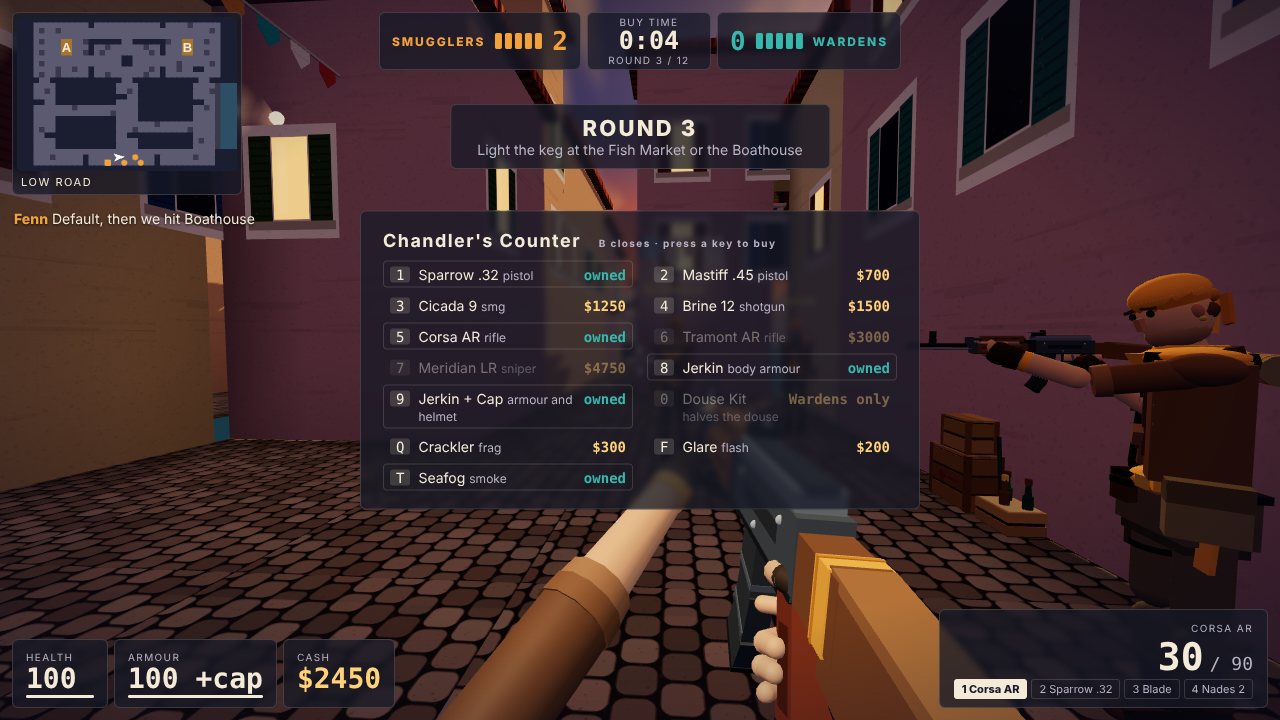 A B
LOW ROAD
SMUGGLERS 2
BUY TIME
0:04
ROUND 3 / 12
0 WARDENS
ROUND 3
Light the keg at the Fish Market or the Boathouse
Fenn Default, then we hit Boathouse
Chandler's Counter B closes · press a key to buy
1 Sparrow .32 pistol owned
2 Mastiff .45 pistol $700
3 Cicada 9 smg $1250
4 Brine 12 shotgun $1500
5 Corsa AR rifle owned
6 Tramont AR rifle $3000
7 Meridian LR sniper $4750
8 Jerkin body armour owned
9 Jerkin + Cap armour and helmet owned
0 Douse Kit halves the douse Wardens only
Q Crackler frag $300
F Glare flash $200
T Seafog smoke owned
HEALTH
100
ARMOUR
100 +cap
CASH
$2450
CORSA AR
30 / 90
1 Corsa AR 2 Sparrow .32 3 Blade 4 Nades 2